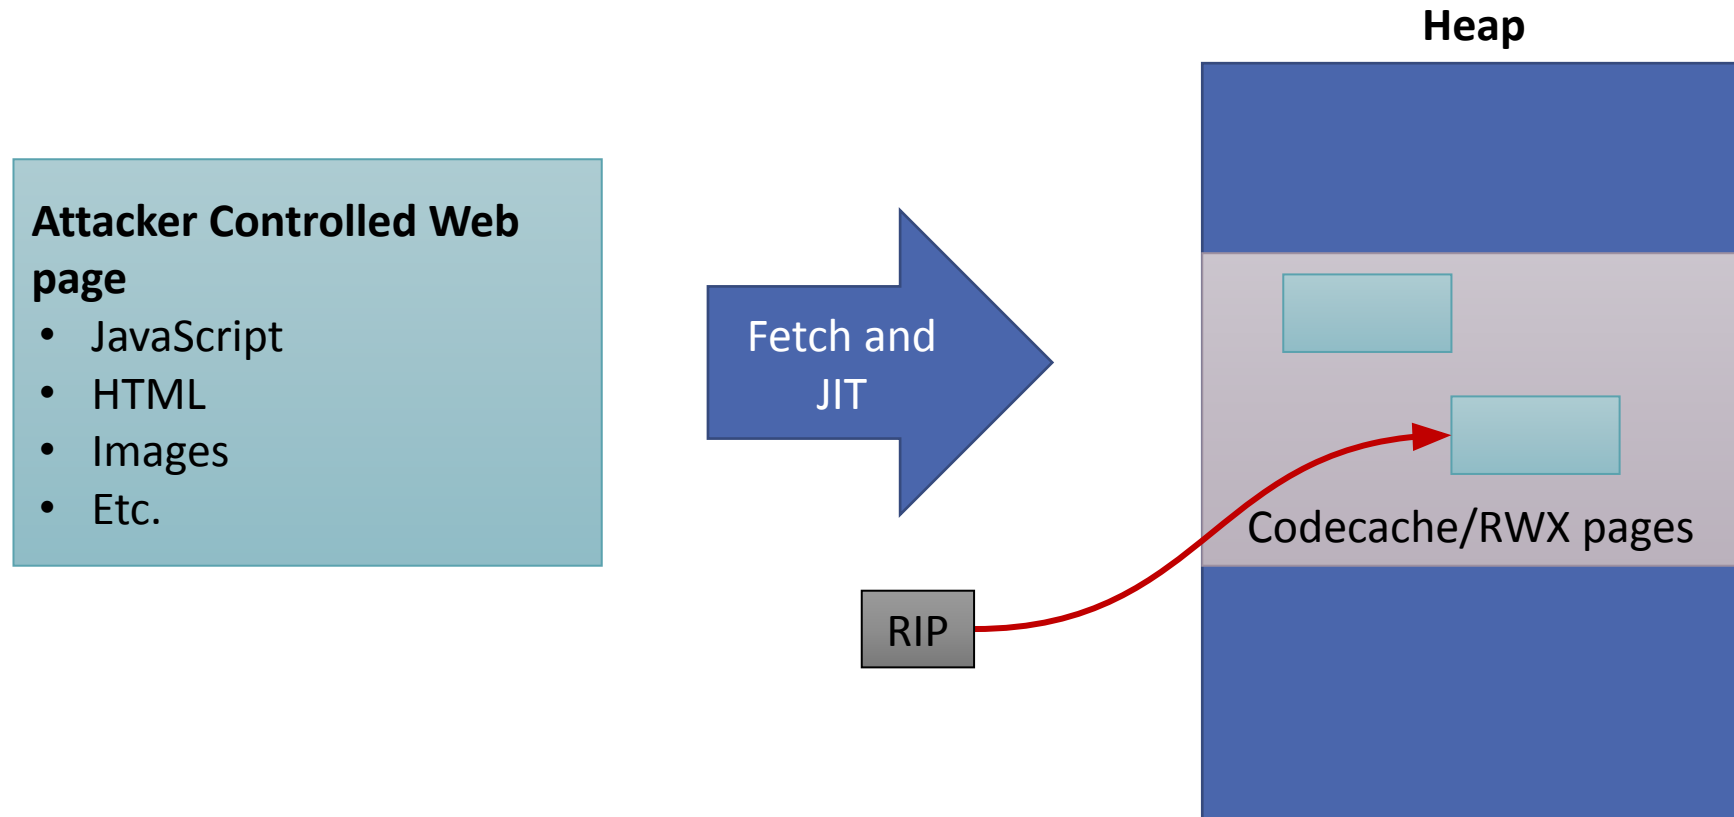 Heap
Attacker Controlled Web
page
• JavaScript
• HTML
• Images
• Etc.
Fetch and
JIT
Codecache/RWX pages
RIP